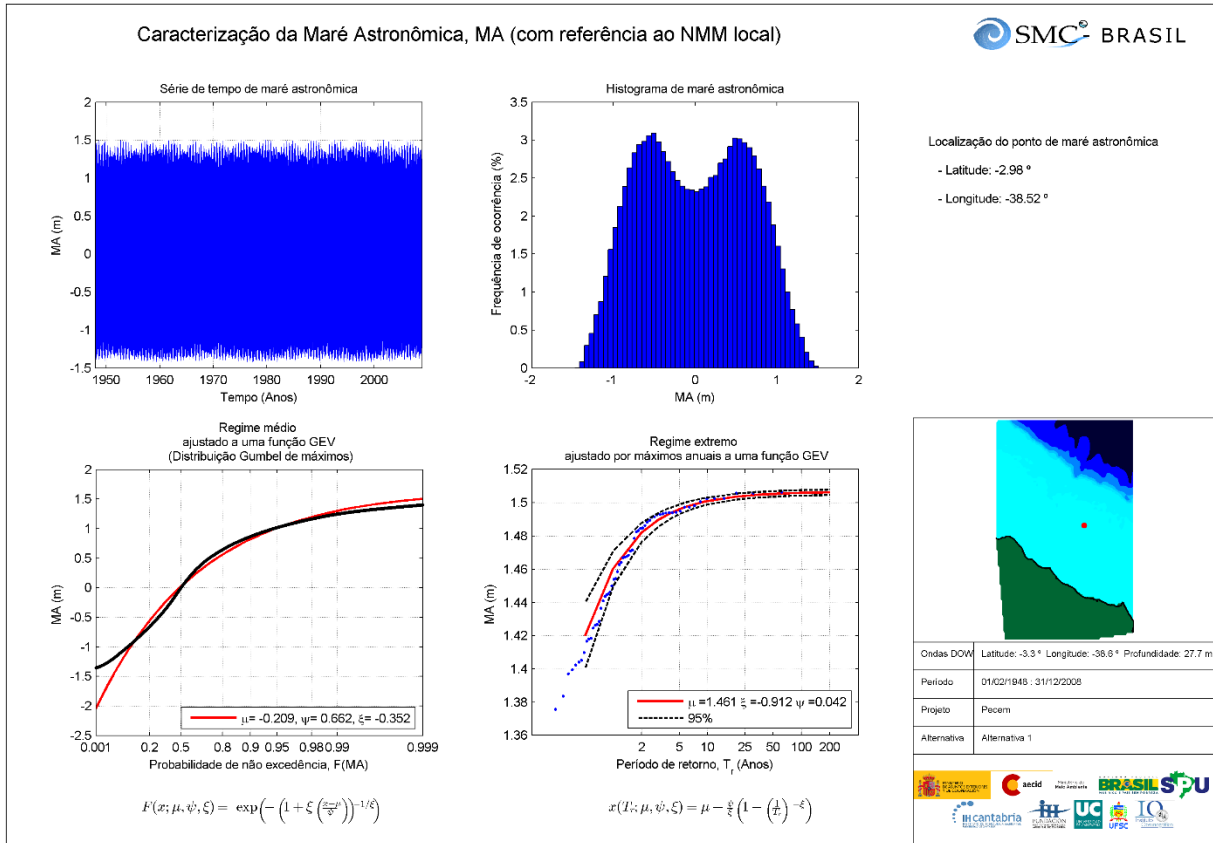 Caracterização da Maré Astronômica, MA (com referência ao NMM local)
SMC - BRASIL
Série de tempo de maré astronômica
MA (m)
2
1.5
1
0.5
0
-0.5
-1
-1.5
1950 1960 1970 1980 1990 2000
Tempo (Anos)
Histograma de maré astronômica
Frequência de ocorrência (%)
3.5
3
2.5
2
1.5
1
0.5
0
-2 -1 0 1 2
MA (m)
Localização do ponto de maré astronômica
- Latitude: -2.98 º
- Longitude: -38.52 º
Regime médio
ajustado a uma função GEV
(Distribuição Gumbel de máximos)
MA (m)
2
1.5
1
0.5
0
-0.5
-1
-1.5
-2
-2.5
μ= -0.209, ψ= 0.662, ξ= -0.352
0.001 0.2 0.5 0.8 0.9 0.95 0.98 0.99 0.999
Probabilidade de não excedência, F(MA)
F(x; μ, ψ, ξ) = exp(-(1 + ξ((x-μ)/ψ))^(-1/ξ))
Regime extremo
ajustado por máximos anuais a uma função GEV
MA (m)
1.52
1.5
1.48
1.46
1.44
1.42
1.4
1.38
1.36
μ =1.461 ξ =-0.912 ψ =0.042
95%
2 5 10 25 50 100 200
Período de retorno, Tr (Anos)
x(Tr; μ, ψ, ξ) = μ - ψ/ξ (1 - (1/Tr)^(-ξ))
Ondas DOW Latitude: -3.3 º Longitude: -38.6 º Profundidade: 27.7 m
Período 01/02/1948 : 31/12/2008
Projeto Pecem
Alternativa Alternativa 1
aecid
Meio Ambiente
BRASIL
SPU
IH cantabria
FUNDACIÓN
UC
UFSC
IO